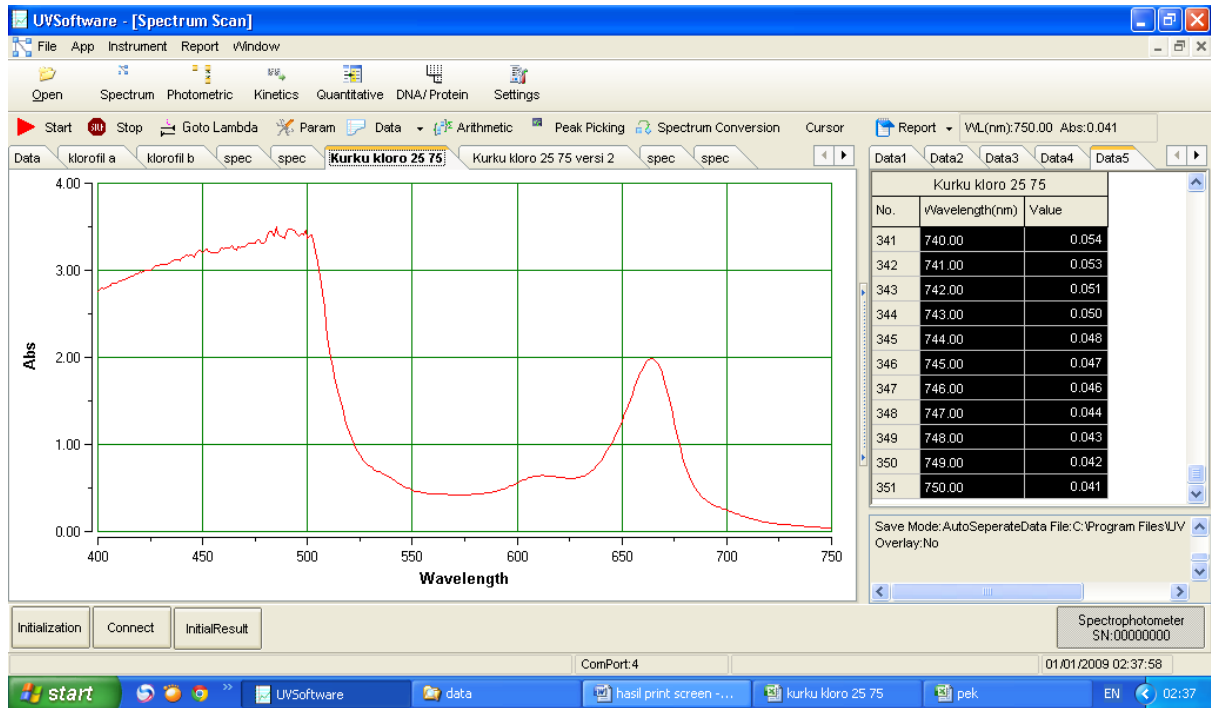 UVSoftware - [Spectrum Scan]
File App Instrument Report Window
Open Spectrum Photometric Kinetics Quantitative DNA/Protein Settings
Start Stop Goto Lambda Param Data Arithmetic Peak Picking Spectrum Conversion Cursor Report WL(nm):750.00 Abs:0.041
Data klorofil a klorofil b spec spec Kurku kloro 25 75 Kurku kloro 25 75 versi 2 spec spec
Data1 Data2 Data3 Data4 Data5
4.00
3.00
2.00
1.00
0.00
Abs
400 450 500 550 600 650 700 750
Wavelength
Kurku kloro 25 75
No. Wavelength(nm) Value
341 740.00 0.054
342 741.00 0.053
343 742.00 0.051
344 743.00 0.050
345 744.00 0.048
346 745.00 0.047
347 746.00 0.046
348 747.00 0.044
349 748.00 0.043
350 749.00 0.042
351 750.00 0.041
Save Mode:AutoSeperateData File:C:\Program Files\UV
Overlay:No
Initialization Connect InitialResult
Spectrophotometer
SN:00000000
ComPort:4 01/01/2009 02:37:58
start UVSoftware data hasil print screen -... kurku kloro 25 75 pek EN 02:37